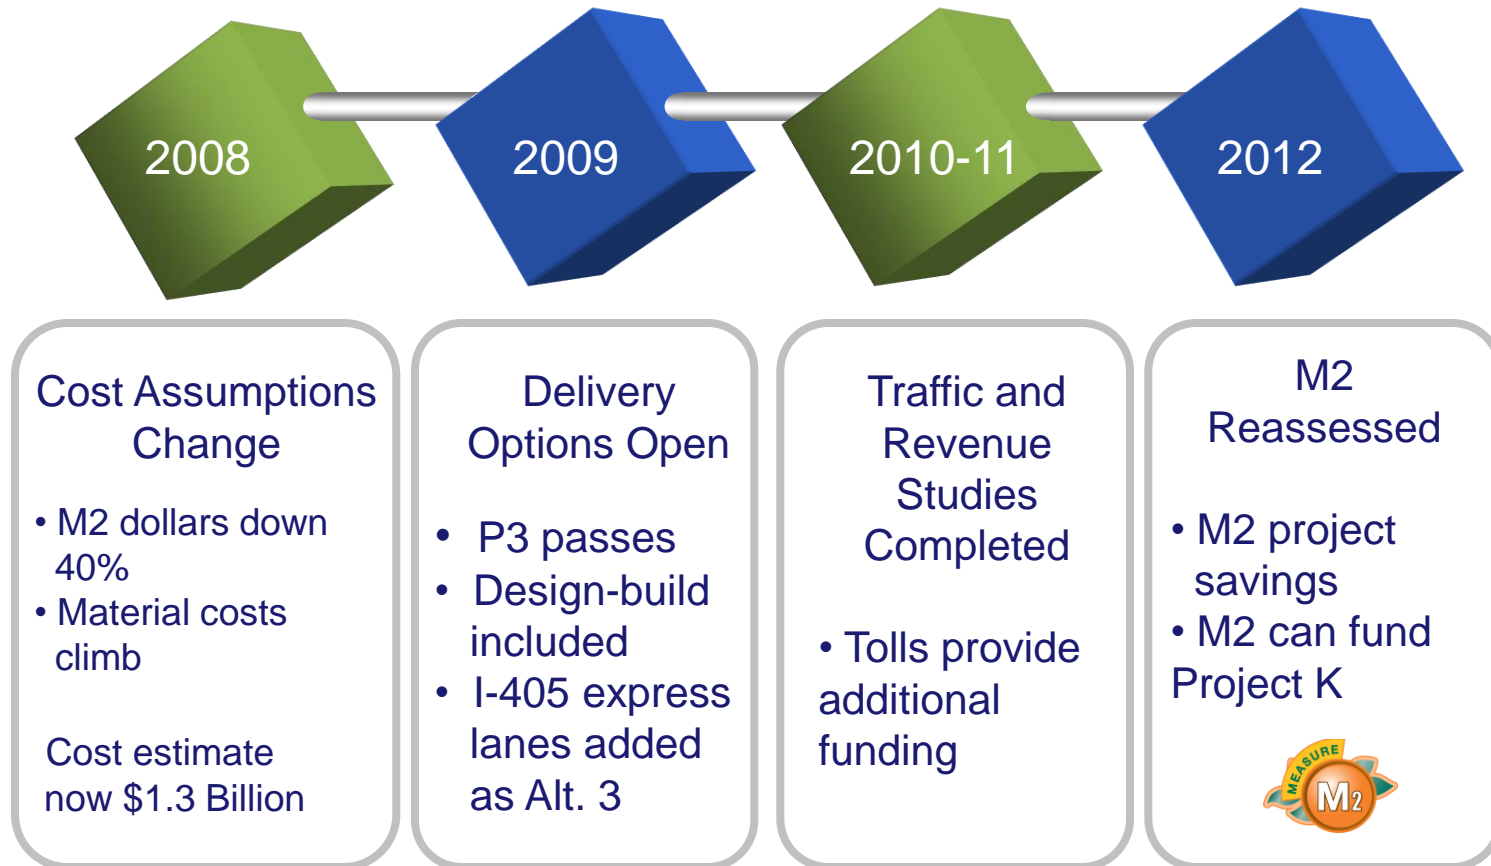 2008
2009
2010-11
2012
Cost Assumptions
Change
• M2 dollars down
40%
• Material costs
climb
Cost estimate
now $1.3 Billion
Delivery
Options Open
• P3 passes
• Design-build
included
• I-405 express
lanes added
as Alt. 3
Traffic and
Revenue
Studies
Completed
• Tolls provide
additional
funding
M2
Reassessed
• M2 project
savings
• M2 can fund
Project K
MEASURE
M2